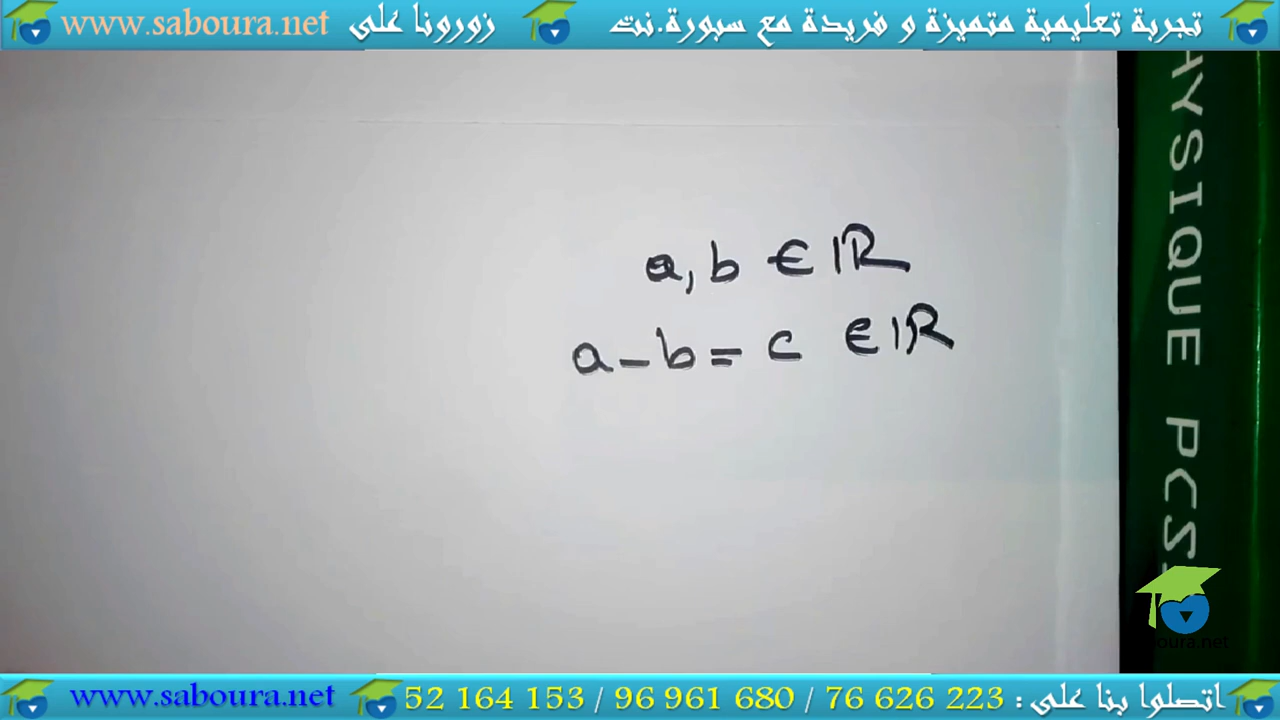 www.saboura.net زورونا على تجربة تعليمية متميزة و فريدة مع سبورة.نت
a, b ∈ ℝ
a - b = c ∈ ℝ
PHYSIQUE PCS
www.saboura.net 52 164 153 / 96 961 680 / 76 626 223 : اتصلوا بنا على